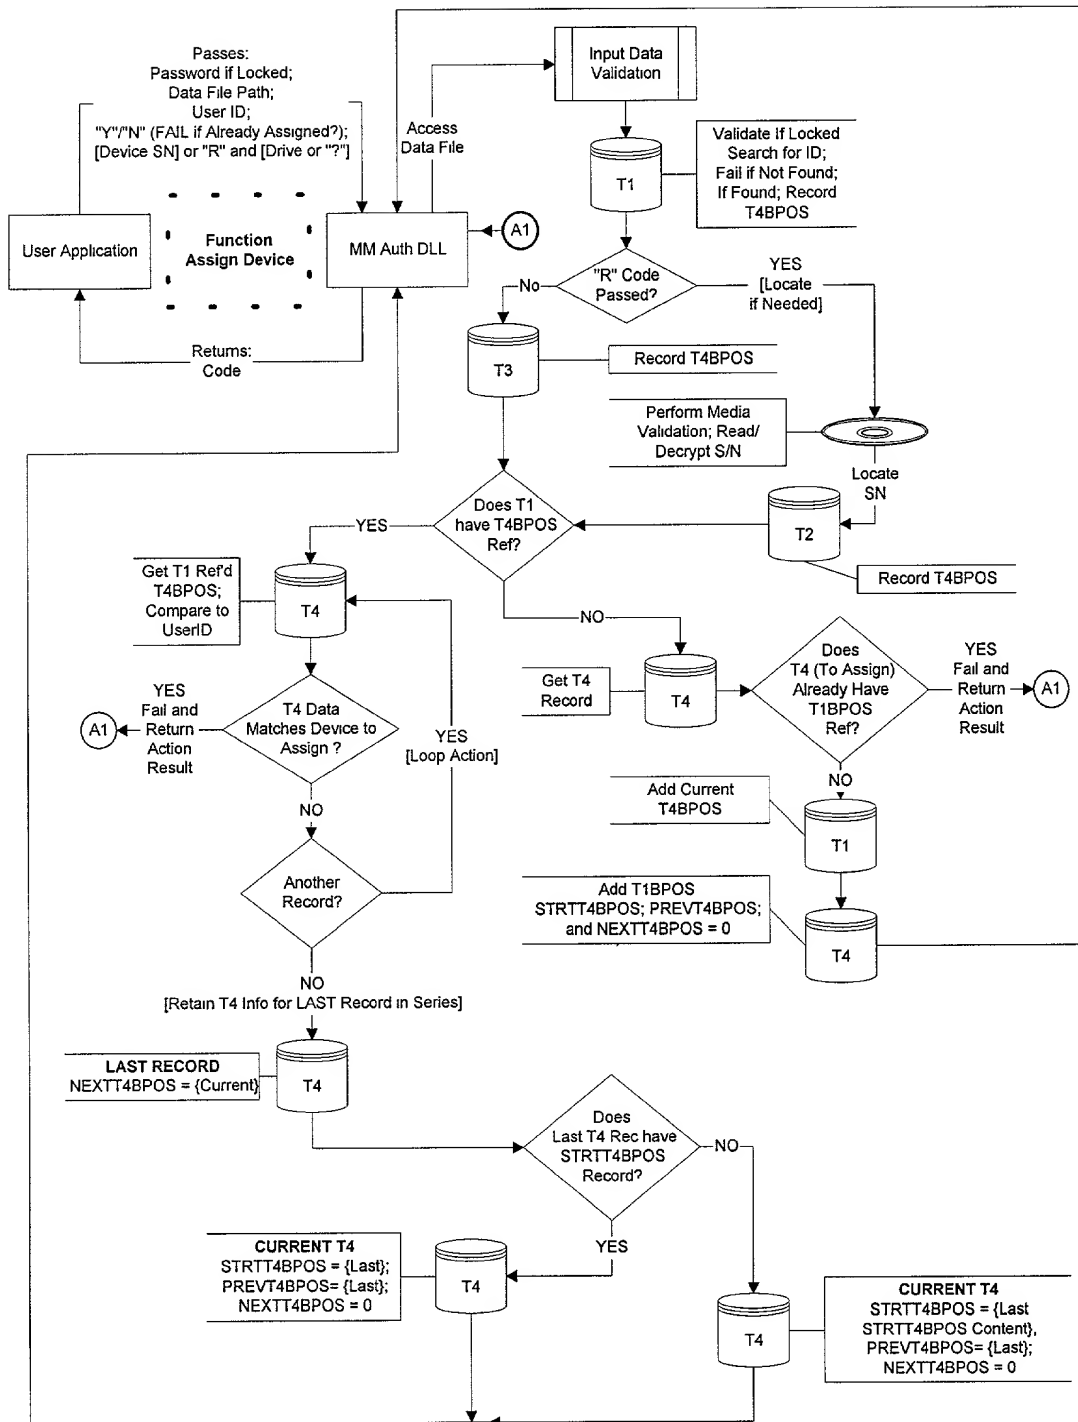 Passes:
Password if Locked;
Data File Path;
User ID;
"Y"/"N" (FAIL if Already Assigned?);
[Device SN] or "R" and [Drive or "?"]
User Application
Function
Assign Device
MM Auth DLL
A1
Returns:
Code
Access
Data File
Input Data
Validation
T1
Validate If Locked
Search for ID;
Fail if Not Found;
If Found; Record
T4BPOS
"R" Code
Passed?
No
YES
[Locate
if Needed]
T3
Record T4BPOS
Perform Media
Validation; Read/
Decrypt S/N
Locate
SN
T2
Record T4BPOS
Does T1
have T4BPOS
Ref?
YES
NO
Get T1 Ref'd
T4BPOS;
Compare to
UserID
T4
T4 Data
Matches Device to
Assign ?
YES
Fail and
Return
Action
Result
A1
YES
[Loop Action]
NO
Another
Record?
NO
[Retain T4 Info for LAST Record in Series]
Get T4
Record
T4
Does
T4 (To Assign)
Already Have
T1BPOS
Ref?
YES
Fail and
Return
Action
Result
A1
NO
Add Current
T4BPOS
T1
Add T1BPOS
STRTT4BPOS; PREVT4BPOS;
and NEXTT4BPOS = 0
T4
LAST RECORD
NEXTT4BPOS = {Current}
T4
Does
Last T4 Rec have
STRTT4BPOS
Record?
NO
YES
CURRENT T4
STRTT4BPOS = {Last};
PREVT4BPOS= {Last};
NEXTT4BPOS = 0
T4
T4
CURRENT T4
STRTT4BPOS = {Last
STRTT4BPOS Content},
PREVT4BPOS= {Last};
NEXTT4BPOS = 0